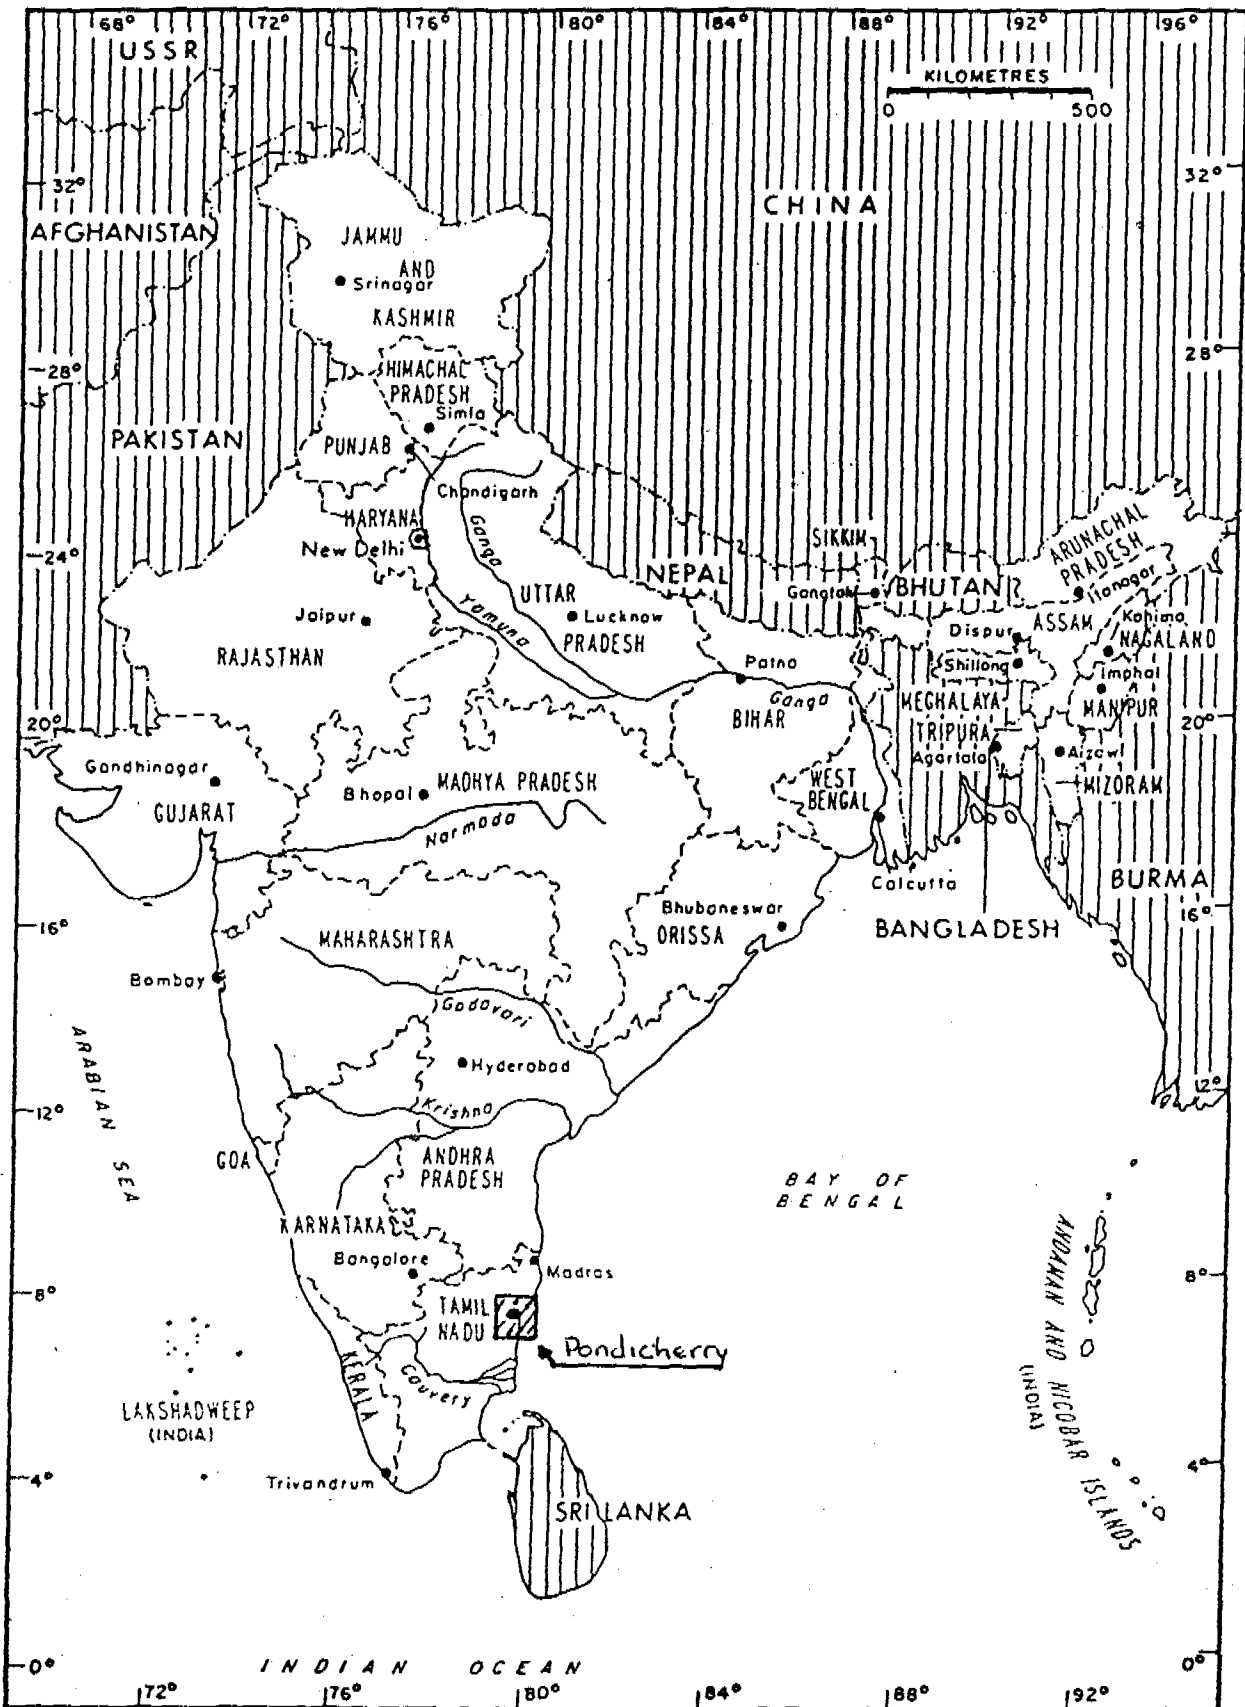 68° 72° 76° 80° 84° 88° 92° 96°
USSR
KILOMETRES
0 500
32° 32°
CHINA
AFGHANISTAN
JAMMU
AND
Srinagar
KASHMIR
28° 28°
HIMACHAL
PRADESH
Simla
PAKISTAN
PUNJAB
Chandigarh
HARYANA
New Delhi
Ganga
24°
SIKKIM
ARUNACHAL
PRADESH
NEPAL
Gangtok
BHUTAN
Itanagar
UTTAR
Lucknow
PRADESH
Yamuna
Jaipur
RAJASTHAN
Dispur
ASSAM
Kohima
NAGALAND
Patna
Shillong
Imphal
Ganga
BIHAR
MEGHALAYA
MANIPUR
20° 20°
TRIPURA
Agartala
Aizawl
MIZORAM
Gandhinagar
GUJARAT
Bhopal
MADHYA PRADESH
Narmada
WEST
BENGAL
Calcutta
BURMA
16° 16°
Bhubaneswar
ORISSA
BANGLADESH
MAHARASHTRA
Bombay
Godavari
ARABIAN SEA
Hyderabad
12° 12°
Krishna
GOA
ANDHRA
PRADESH
BAY OF
BENGAL
KARNATAKA
Bangalore
Madras
8° 8°
TAMIL
NADU
Pondicherry
KERALA
Cauvery
ANDAMAN AND NICOBAR ISLANDS
(INDIA)
LAKSHADWEEP
(INDIA)
4° 4°
Trivandrum
SRI LANKA
0° 0°
INDIAN OCEAN
72° 76° 80° 84° 88° 92°